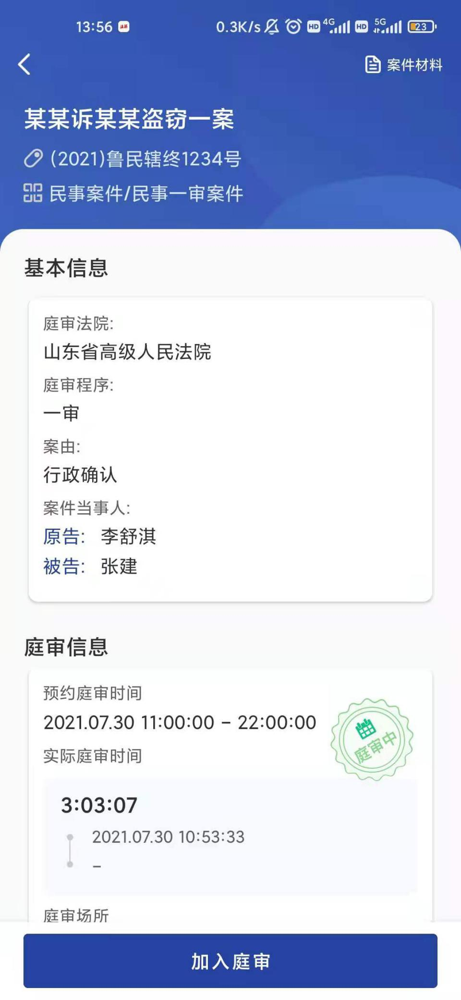 13:56 头条 0.3K/s HD 4G HD 5G 23
案件材料
某某诉某某盗窃一案
(2021)鲁民辖终1234号
民事案件/民事一审案件
基本信息
庭审法院:
山东省高级人民法院
庭审程序:
一审
案由:
行政确认
案件当事人:
原告: 李舒淇
被告: 张建
庭审信息
预约庭审时间
2021.07.30 11:00:00 – 22:00:00
庭审中
实际庭审时间
3:03:07
2021.07.30 10:53:33
–
庭审场所
加入庭审